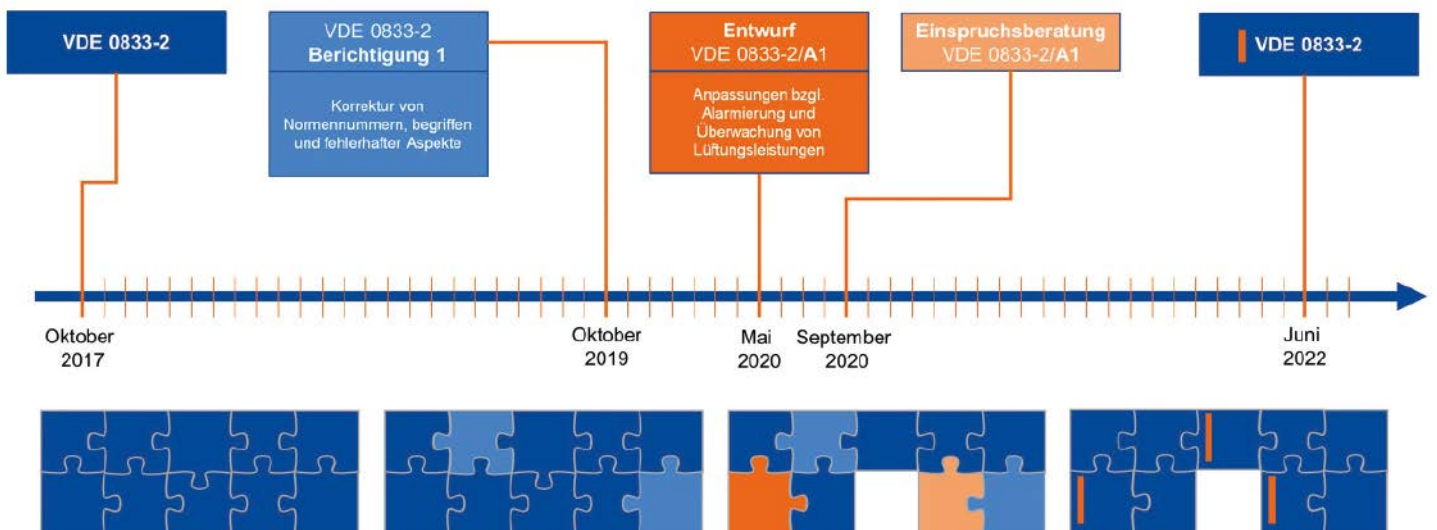 VDE 0833-2
VDE 0833-2
Berichtigung 1
Korrektur von
Normennummern, begriffen
und fehlerhafter Aspekte
Entwurf
VDE 0833-2/A1
Anpassungen bzgl.
Alarmierung und
Überwachung von
Lüftungsleistungen
Einspruchsberatung
VDE 0833-2/A1
VDE 0833-2
Oktober
2017
Oktober
2019
Mai
2020
September
2020
Juni
2022